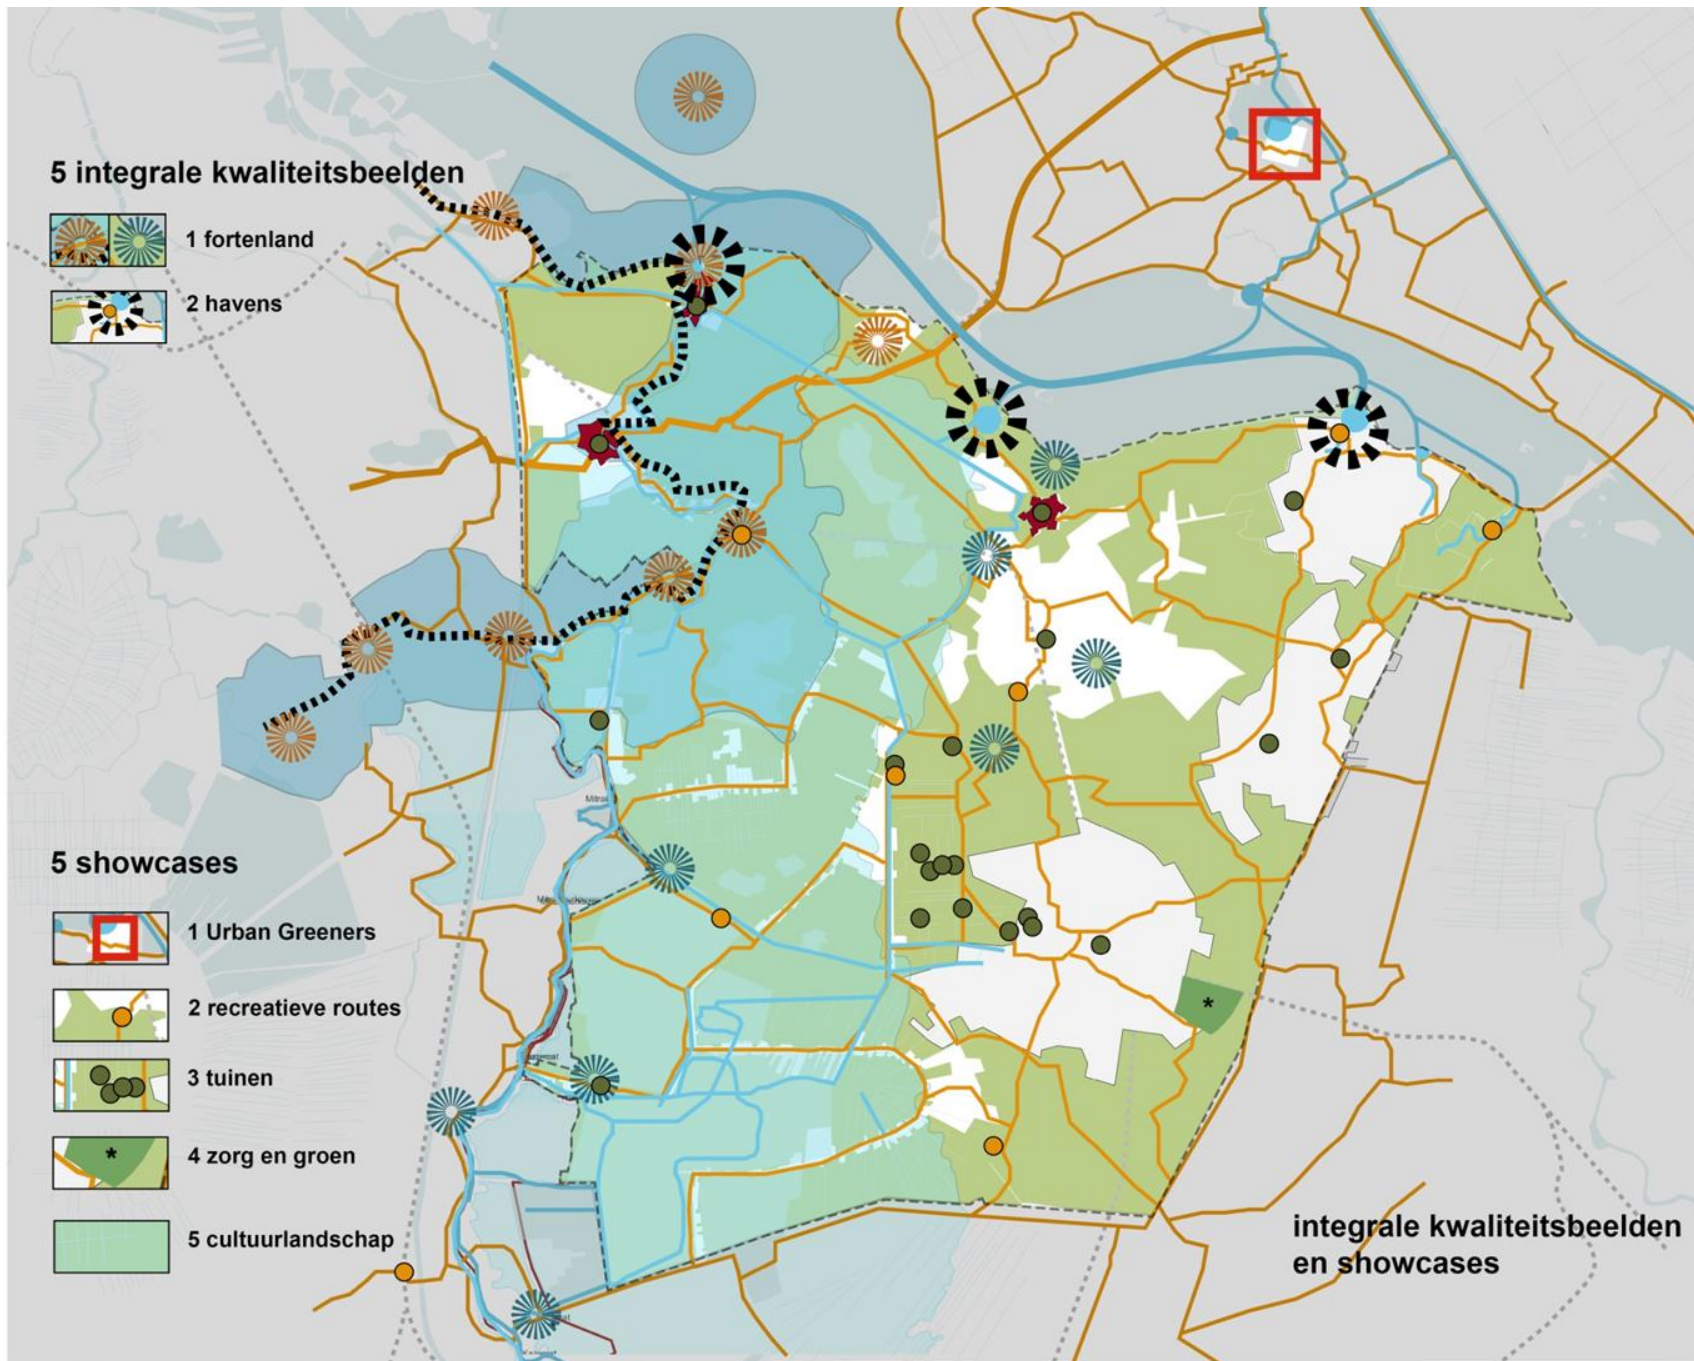 5 integrale kwaliteitsbeelden
1 fortenland
2 havens
5 showcases
1 Urban Greeners
2 recreatieve routes
3 tuinen
*
4 zorg en groen
5 cultuurlandschap
*
integrale kwaliteitsbeelden
en showcases